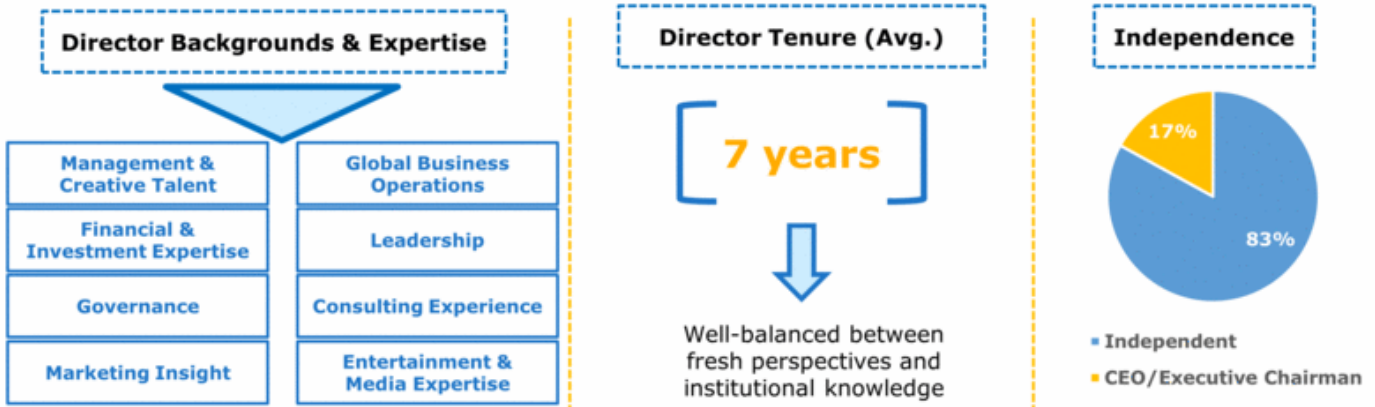 Director Backgrounds & Expertise
Management &
Creative Talent
Global Business
Operations
Financial &
Investment Expertise
Leadership
Governance
Consulting Experience
Marketing Insight
Entertainment &
Media Expertise
Director Tenure (Avg.)
7 years
Well-balanced between
fresh perspectives and
institutional knowledge
Independence
17%
83%
Independent
CEO/Executive Chairman